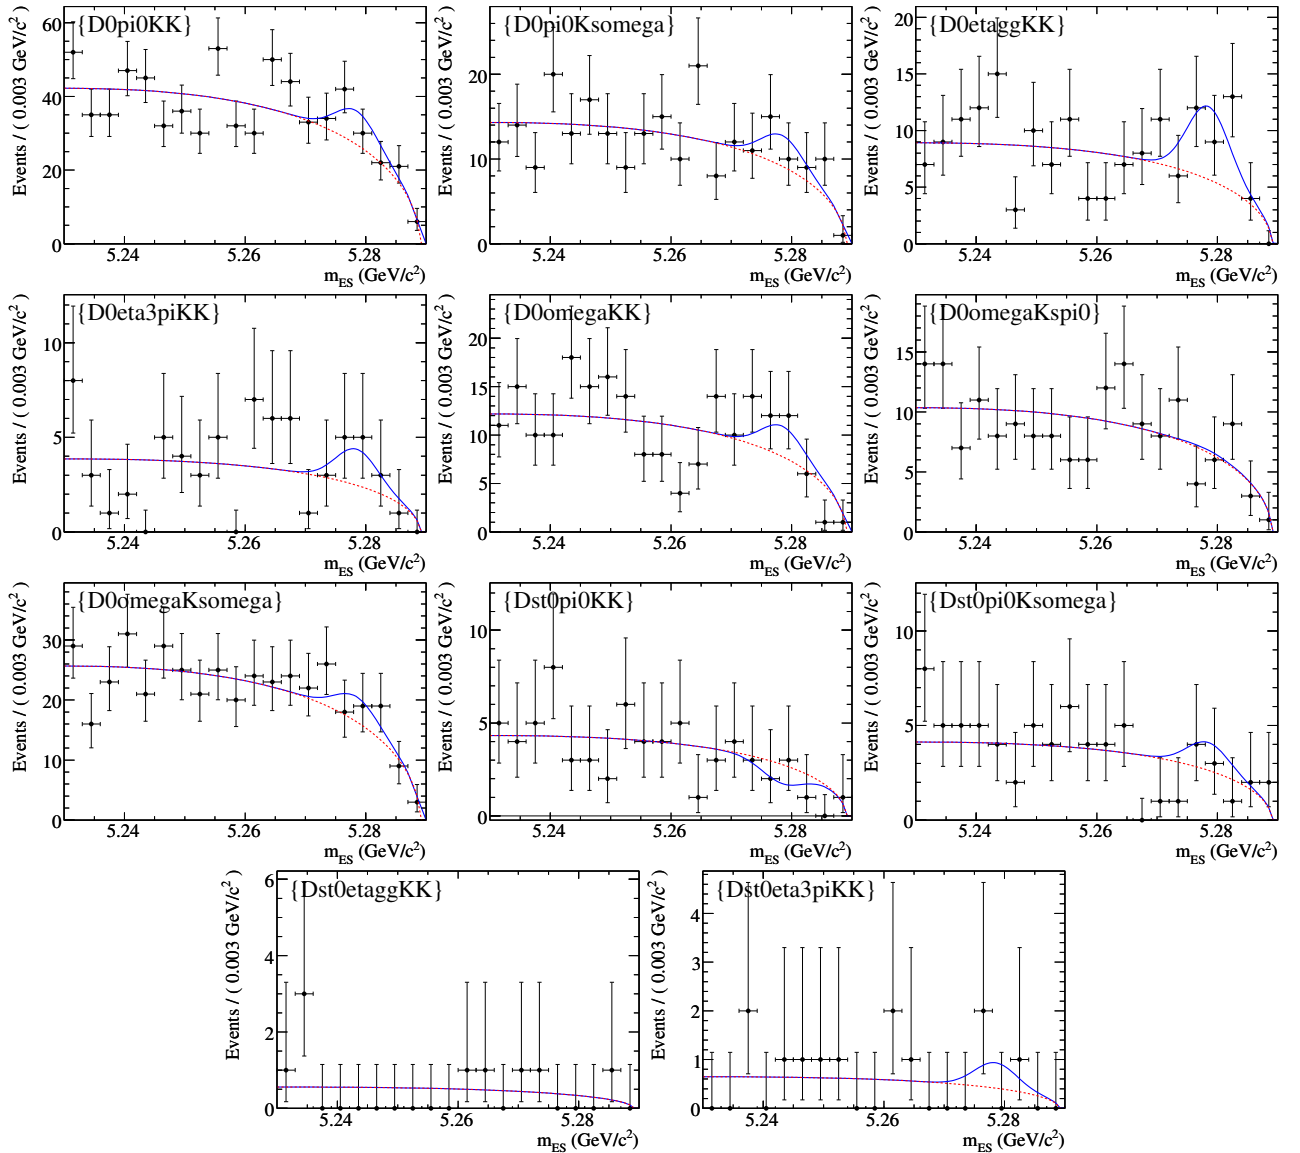 Events / ( 0.003 GeV/c² )
60
40
20
0
{D0pi0KK}
5.24
5.26
5.28
m_ES (GeV/c²)
Events / ( 0.003 GeV/c² )
20
10
0
{D0pi0Ksomega}
5.24
5.26
5.28
m_ES (GeV/c²)
Events / ( 0.003 GeV/c² )
20
15
10
5
0
{D0etaggKK}
5.24
5.26
5.28
m_ES (GeV/c²)
Events / ( 0.003 GeV/c² )
10
5
0
{D0eta3piKK}
5.24
5.26
5.28
m_ES (GeV/c²)
Events / ( 0.003 GeV/c² )
20
15
10
5
0
{D0omegaKK}
5.24
5.26
5.28
m_ES (GeV/c²)
Events / ( 0.003 GeV/c² )
15
10
5
0
{D0omegaKspi0}
5.24
5.26
5.28
m_ES (GeV/c²)
Events / ( 0.003 GeV/c² )
30
20
10
0
{D0omegaKsomega}
5.24
5.26
5.28
m_ES (GeV/c²)
Events / ( 0.003 GeV/c² )
10
5
0
{Dst0pi0KK}
5.24
5.26
5.28
m_ES (GeV/c²)
Events / ( 0.003 GeV/c² )
10
5
0
{Dst0pi0Ksomega}
5.24
5.26
5.28
m_ES (GeV/c²)
Events / ( 0.003 GeV/c² )
6
4
2
0
{Dst0etaggKK}
5.24
5.26
5.28
m_ES (GeV/c²)
Events / ( 0.003 GeV/c² )
4
3
2
1
0
{Dst0eta3piKK}
5.24
5.26
5.28
m_ES (GeV/c²)